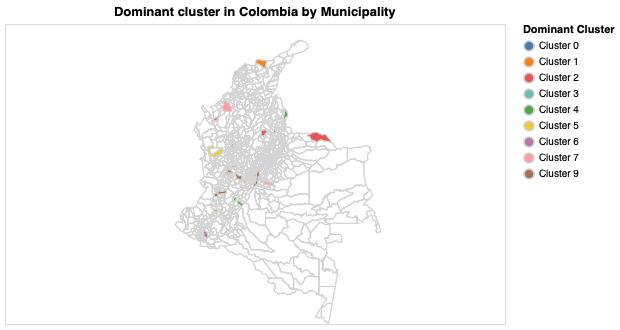 Dominant cluster in Colombia by Municipality
Dominant Cluster
Cluster 0
Cluster 1
Cluster 2
Cluster 3
Cluster 4
Cluster 5
Cluster 6
Cluster 7
Cluster 9